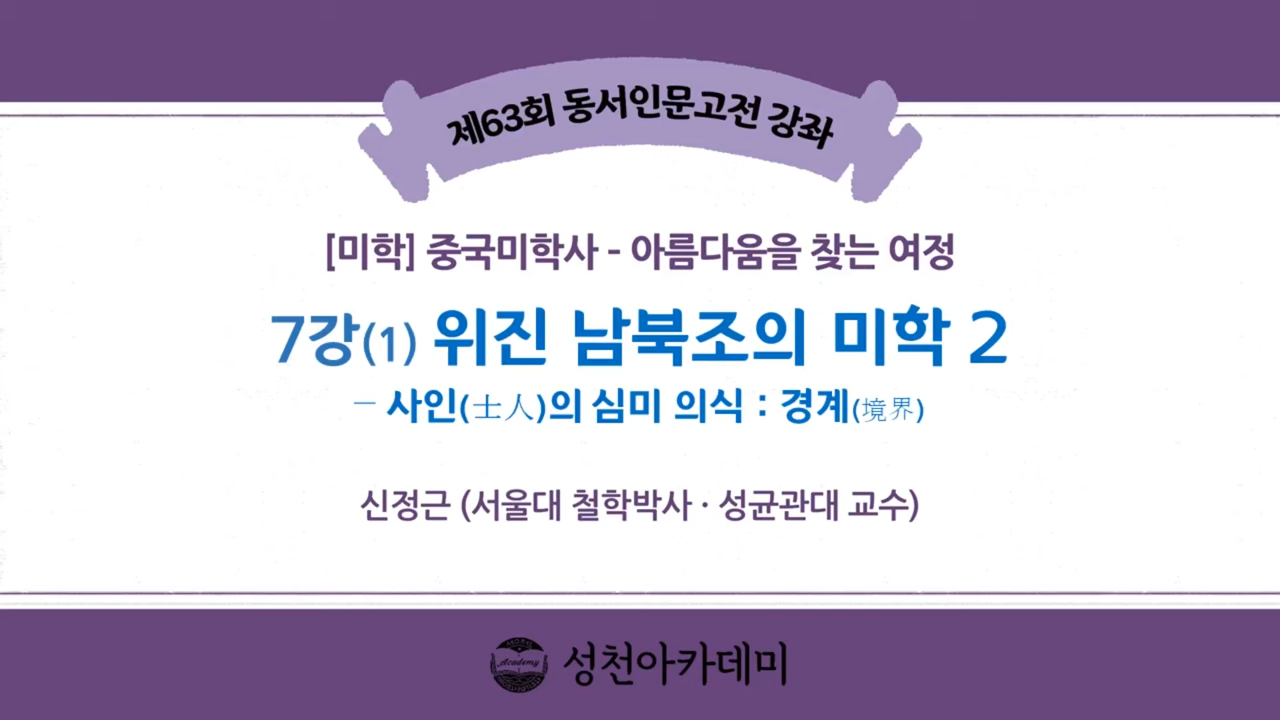 제63회 동서인문고전 강좌
[미학] 중국미학사 - 아름다움을 찾는 여정
7강(1) 위진 남북조의 미학 2
- 사인(士人)의 심미 의식 : 경계(境界)
신정근 (서울대 철학박사 · 성균관대 교수)
Academy
성천아카데미